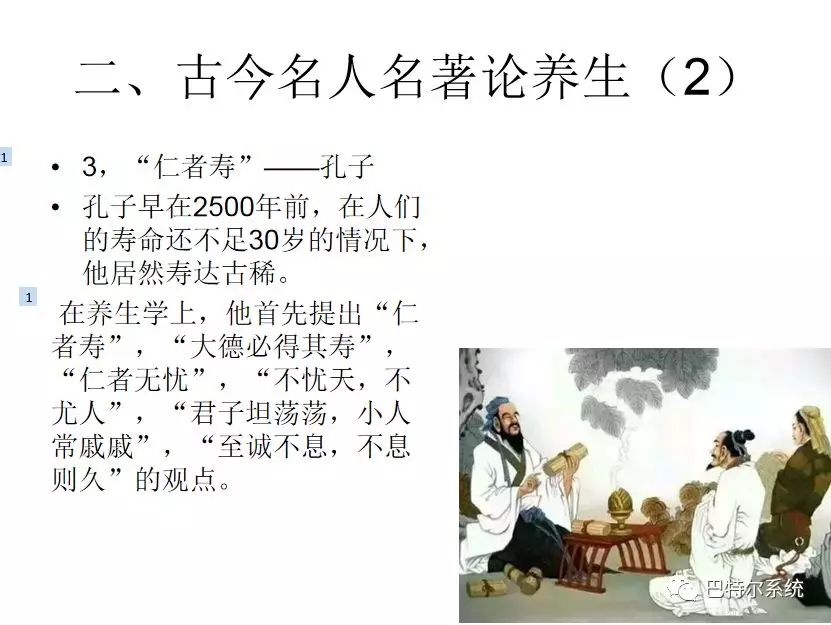 二、古今名人名著论养生（2）
1
• 3，“仁者寿”——孔子
• 孔子早在2500年前，在人们
的寿命还不足30岁的情况下，
他居然寿达古稀。
1
在养生学上，他首先提出“仁
者寿”，“大德必得其寿”，
“仁者无忧”，“不忧天，不
尤人”，“君子坦荡荡，小人
常戚戚”，“至诚不息，不息
则久”的观点。
巴特尔系统